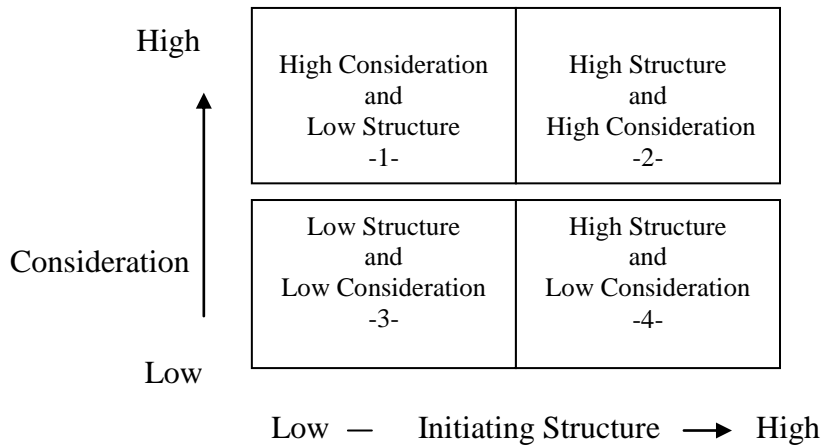 High
High Consideration
and
Low Structure
-1-
High Structure
and
High Consideration
-2-
Consideration
Low Structure
and
Low Consideration
-3-
High Structure
and
Low Consideration
-4-
Low
Low — Initiating Structure → High